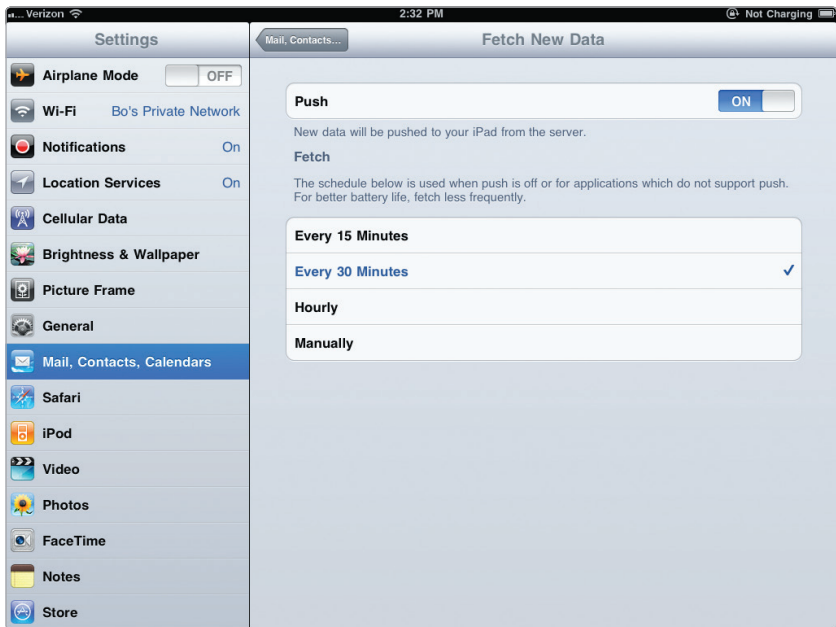 Verizon 2:32 PM Not Charging
Settings
Mail, Contacts... Fetch New Data
Airplane Mode OFF
Wi-Fi Bo's Private Network
Notifications On
Location Services On
Cellular Data
Brightness & Wallpaper
Picture Frame
General
Mail, Contacts, Calendars
Safari
iPod
Video
Photos
FaceTime
Notes
Store
Push ON
New data will be pushed to your iPad from the server.
Fetch
The schedule below is used when push is off or for applications which do not support push.
For better battery life, fetch less frequently.
Every 15 Minutes
Every 30 Minutes
Hourly
Manually